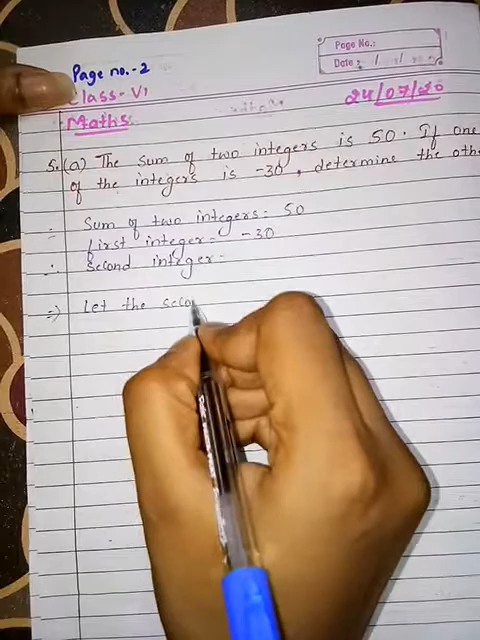 Page No.:
Date: / /
Page no.-2
Class-VI
24/07/20
Maths
5.(a) The sum of two integers is 50. If one
of the integers is -30, determine the oth
Sum of two integers= 50
first integer= -30
∴ Second integer=
=) Let the seco